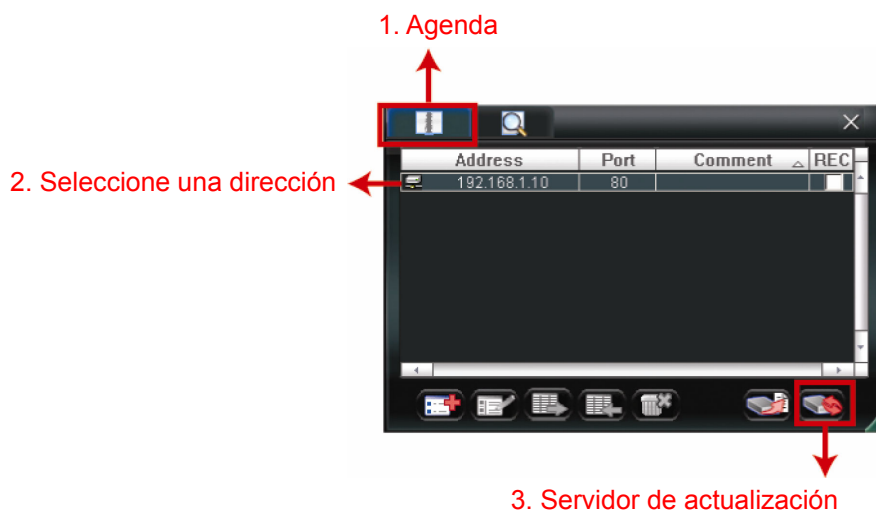 1. Agenda
Address Port Comment REC
2. Seleccione una dirección
192.168.1.10 80
3. Servidor de actualización